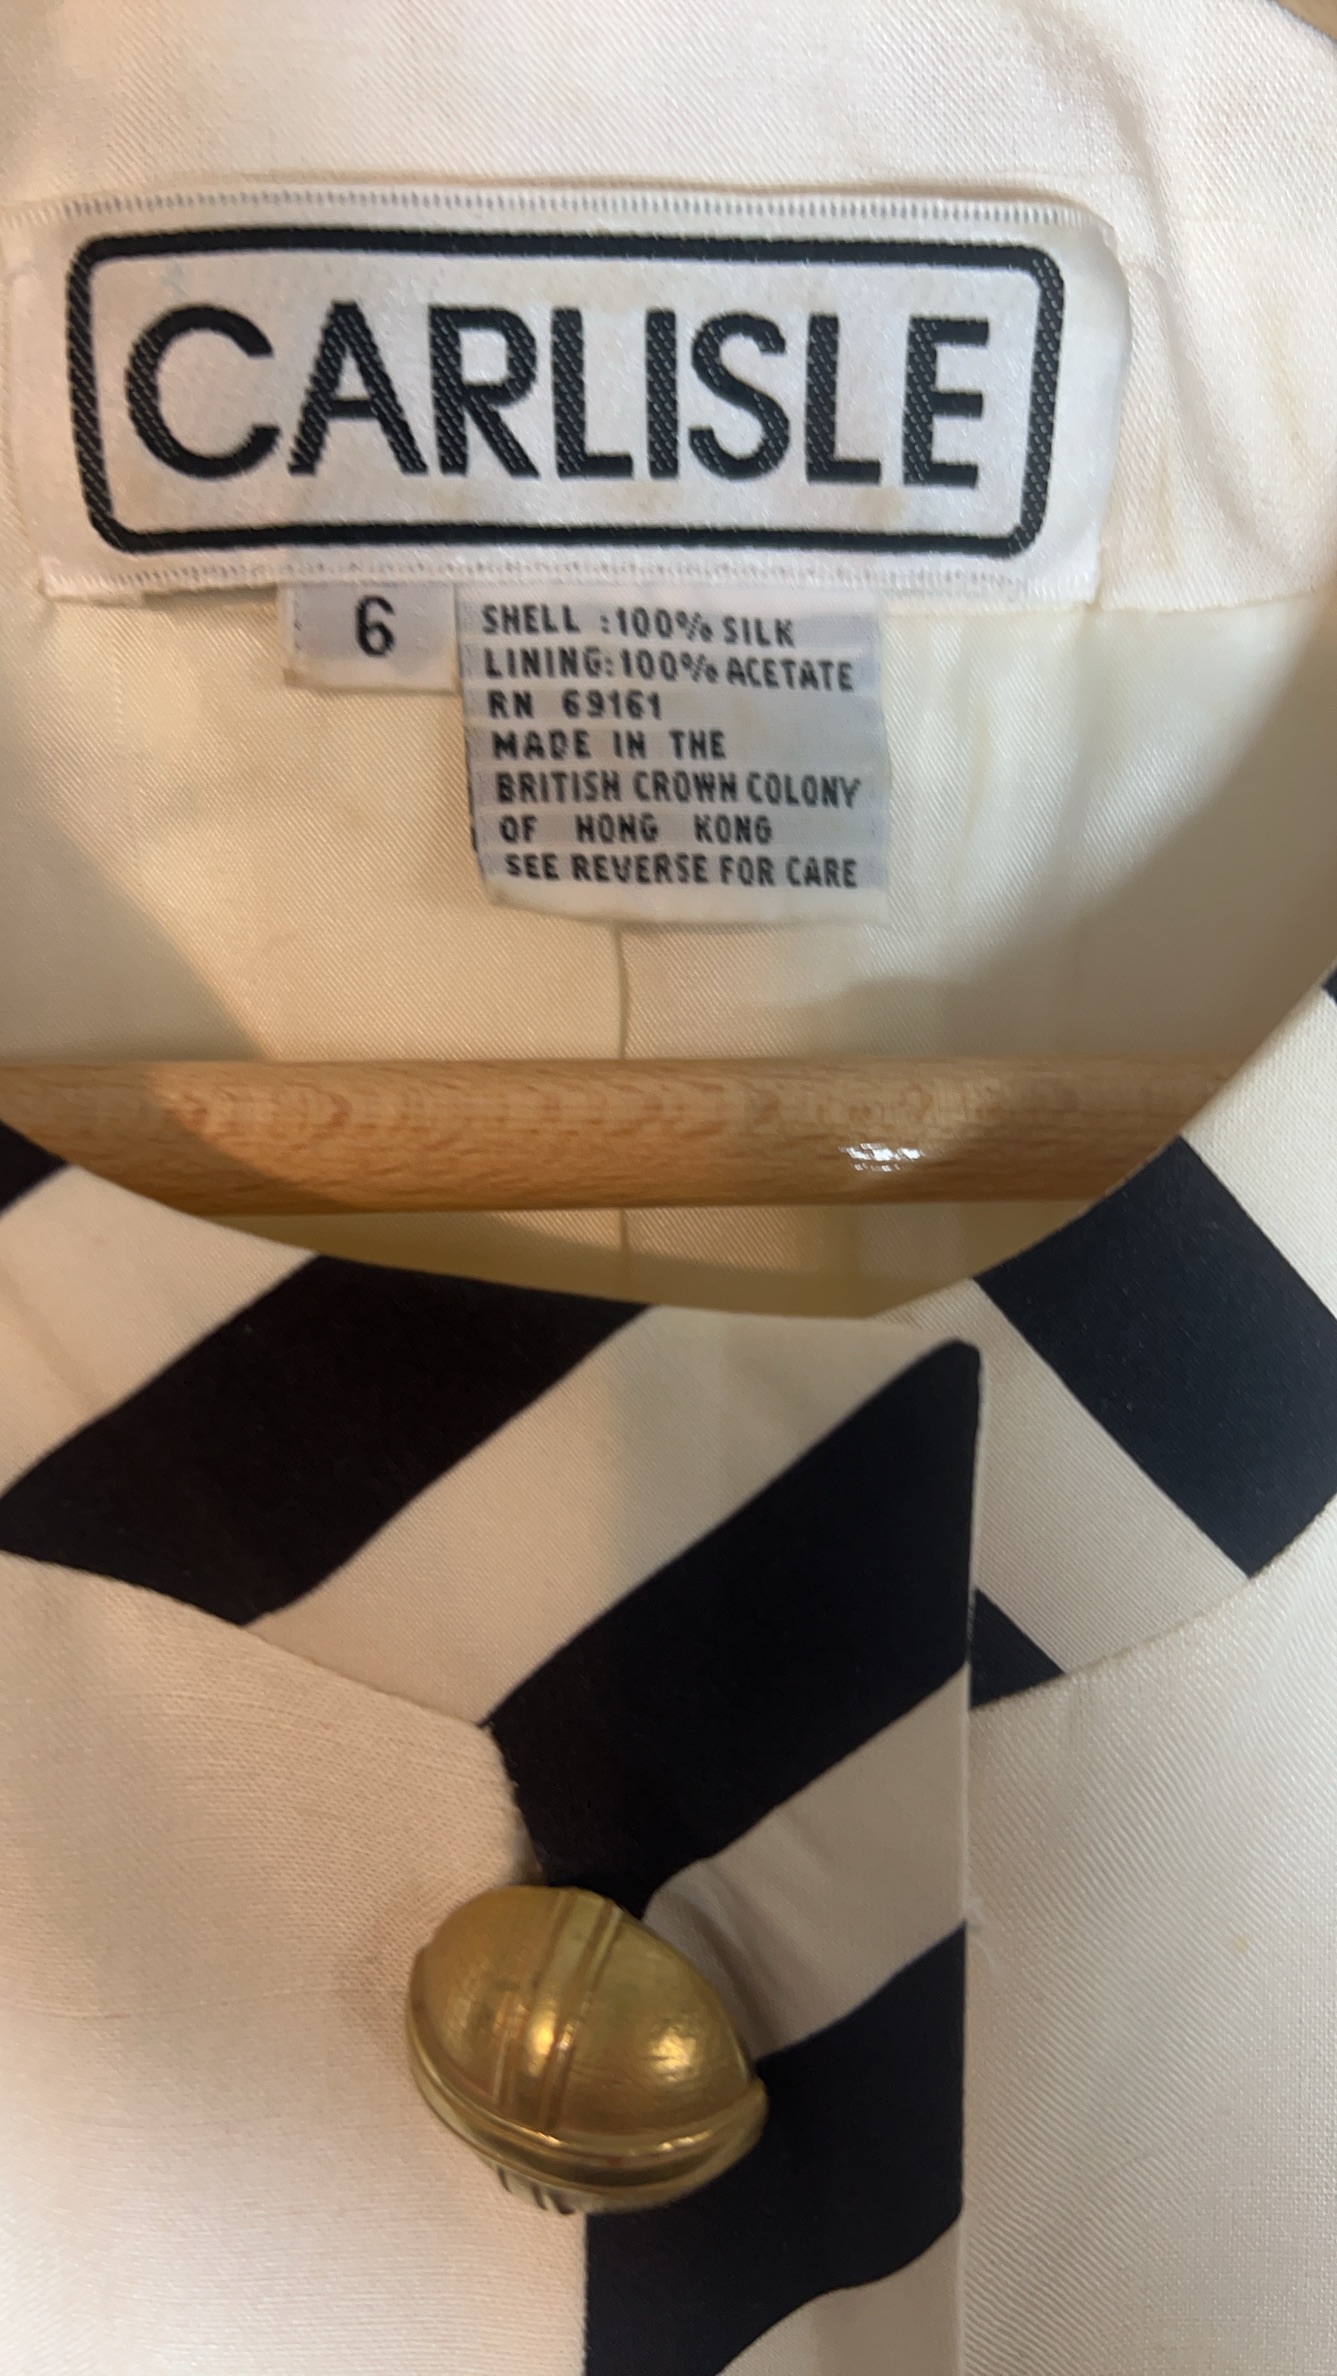 CARLISLE
6
SHELL :100% SILK
LINING:100% ACETATE
RN 69161
MADE IN THE
BRITISH CROWN COLONY
OF HONG KONG
SEE REVERSE FOR CARE